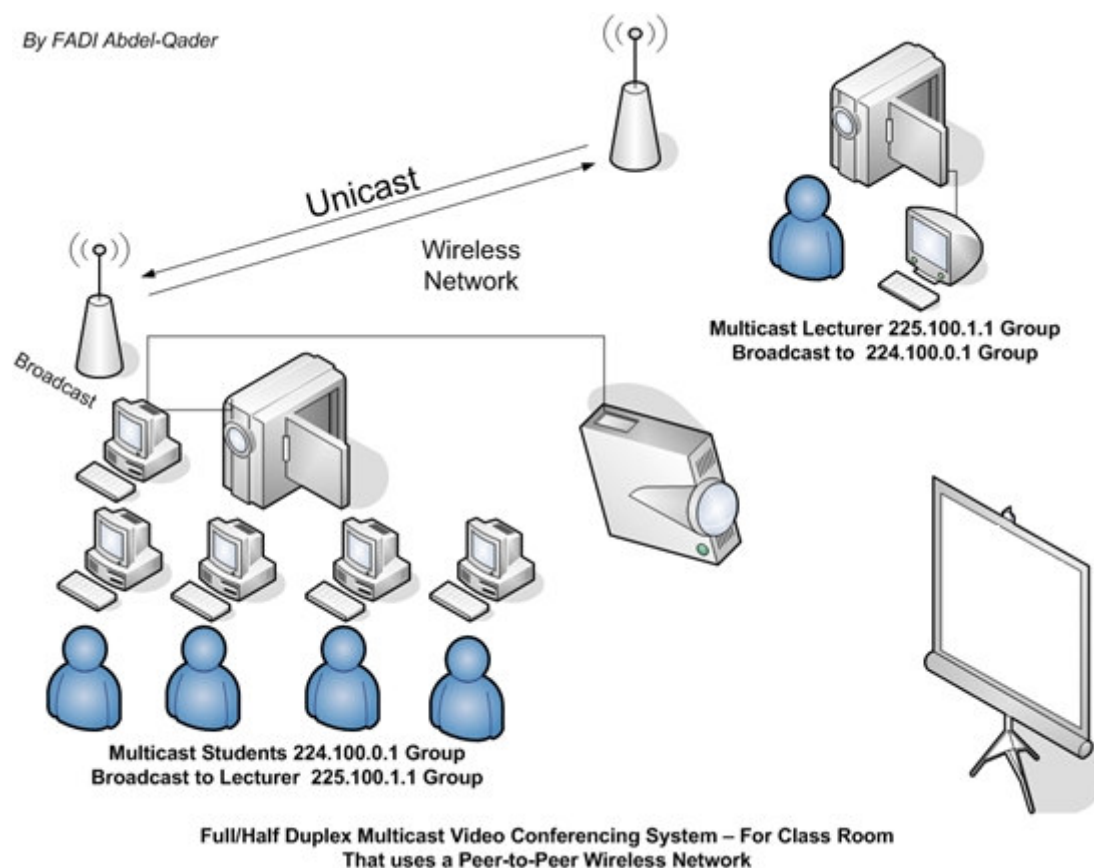 By FADI Abdel-Qader
Unicast
Wireless
Network
Multicast Lecturer 225.100.1.1 Group
Broadcast to 224.100.0.1 Group
Broadcast
Multicast Students 224.100.0.1 Group
Broadcast to Lecturer 225.100.1.1 Group
Full/Half Duplex Multicast Video Conferencing System – For Class Room
That uses a Peer-to-Peer Wireless Network